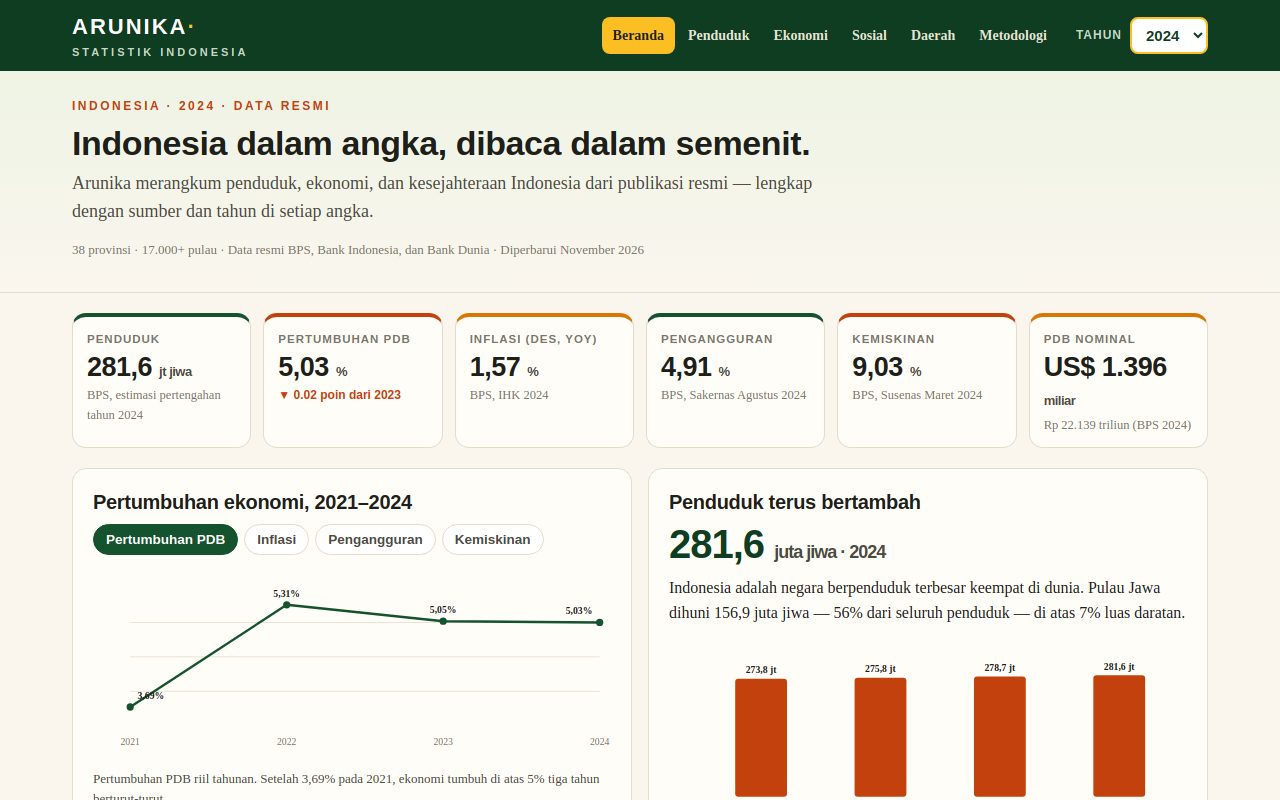 ARUNIKA·
STATISTIK INDONESIA
Beranda Penduduk Ekonomi Sosial Daerah Metodologi TAHUN 2024
INDONESIA · 2024 · DATA RESMI
Indonesia dalam angka, dibaca dalam semenit.
Arunika merangkum penduduk, ekonomi, dan kesejahteraan Indonesia dari publikasi resmi — lengkap
dengan sumber dan tahun di setiap angka.
38 provinsi · 17.000+ pulau · Data resmi BPS, Bank Indonesia, dan Bank Dunia · Diperbarui November 2026
PENDUDUK
281,6 jt jiwa
BPS, estimasi pertengahan
tahun 2024
PERTUMBUHAN PDB
5,03 %
▼ 0.02 poin dari 2023
INFLASI (DES, YOY)
1,57 %
BPS, IHK 2024
PENGANGGURAN
4,91 %
BPS, Sakernas Agustus 2024
KEMISKINAN
9,03 %
BPS, Susenas Maret 2024
PDB NOMINAL
US$ 1.396
miliar
Rp 22.139 triliun (BPS 2024)
Pertumbuhan ekonomi, 2021–2024
Pertumbuhan PDB Inflasi Pengangguran Kemiskinan
5,31%
5,05%
5,03%
3,69%
2021 2022 2023 2024
Pertumbuhan PDB riil tahunan. Setelah 3,69% pada 2021, ekonomi tumbuh di atas 5% tiga tahun
berturut-turut.
Penduduk terus bertambah
281,6 juta jiwa · 2024
Indonesia adalah negara berpenduduk terbesar keempat di dunia. Pulau Jawa
dihuni 156,9 juta jiwa — 56% dari seluruh penduduk — di atas 7% luas daratan.
273,8 jt 275,8 jt 278,7 jt 281,6 jt